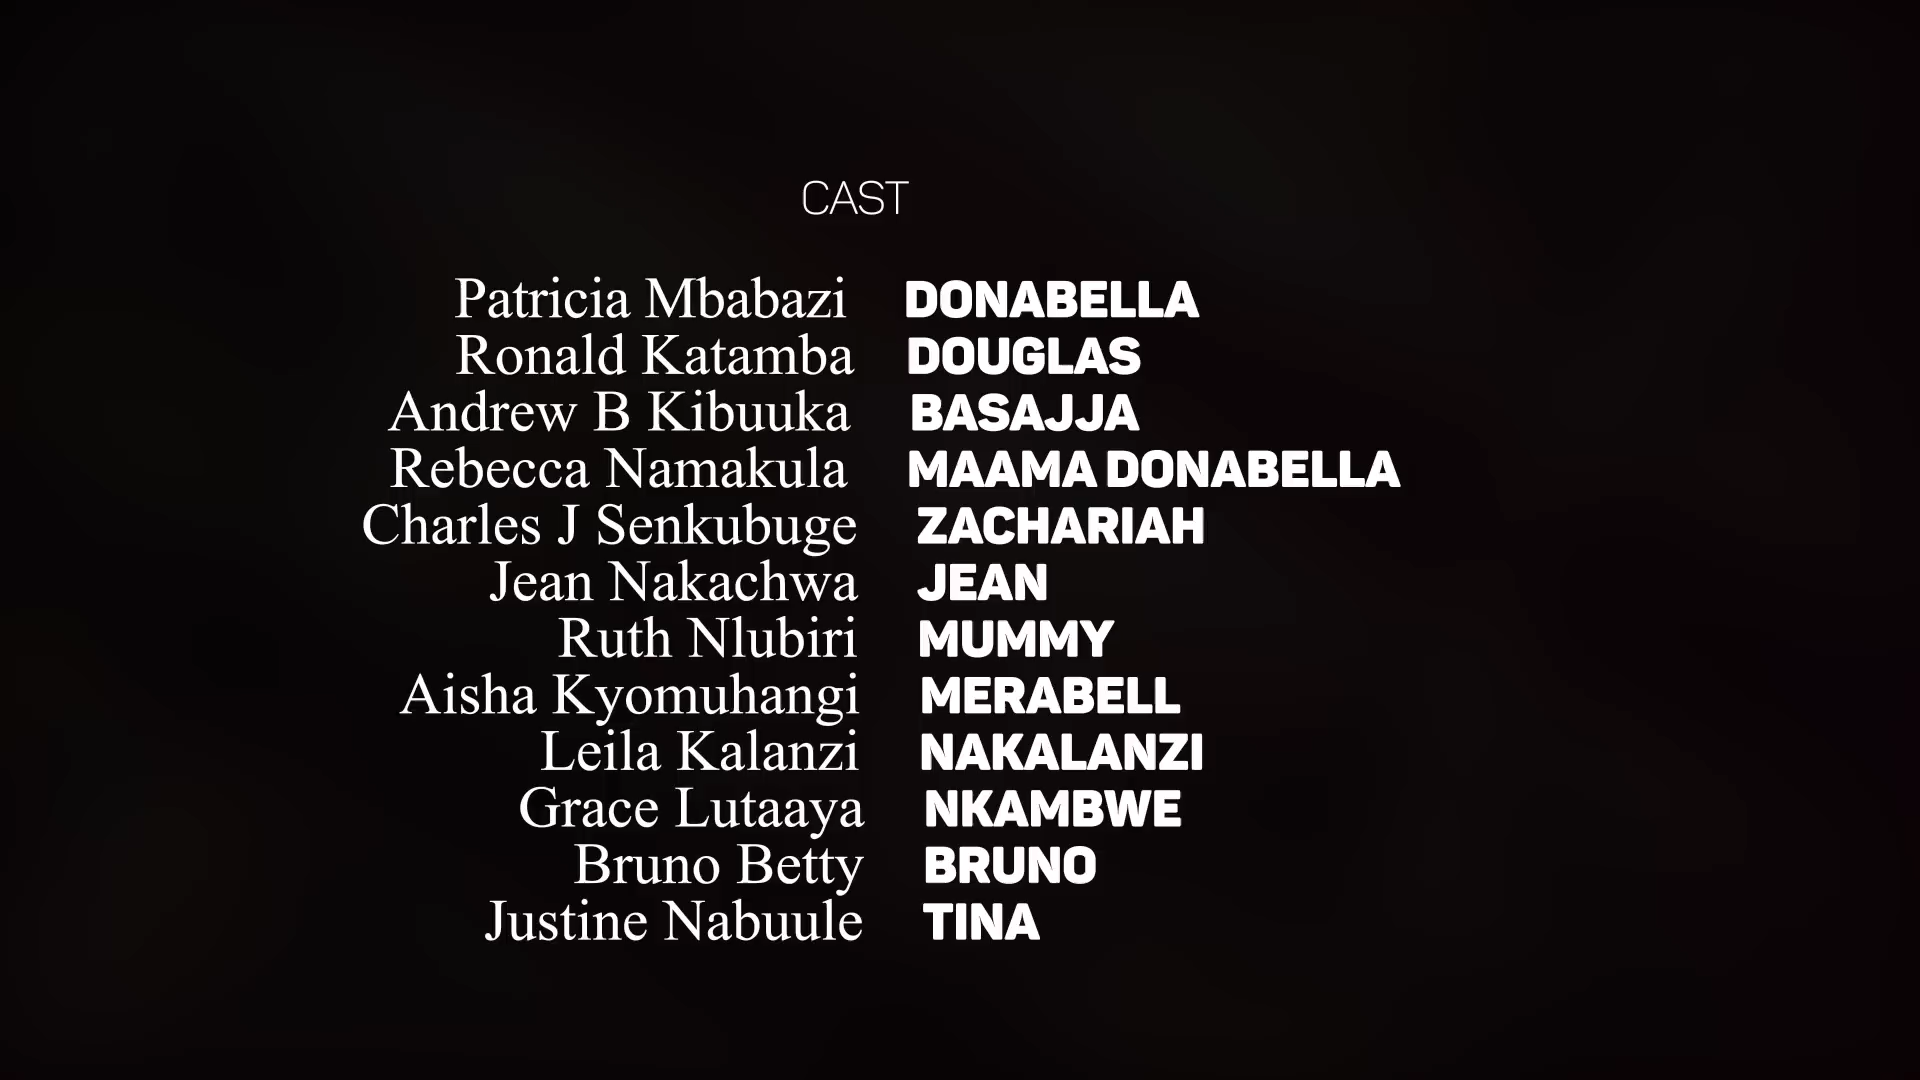 CAST
Patricia Mbabazi DONABELLA
Ronald Katamba DOUGLAS
Andrew B Kibuuka BASAJJA
Rebecca Namakula MAAMA DONABELLA
Charles J Senkubuge ZACHARIAH
Jean Nakachwa JEAN
Ruth Nlubiri MUMMY
Aisha Kyomuhangi MERABELL
Leila Kalanzi NAKALANZI
Grace Lutaaya NKAMBWE
Bruno Betty BRUNO
Justine Nabuule TINA